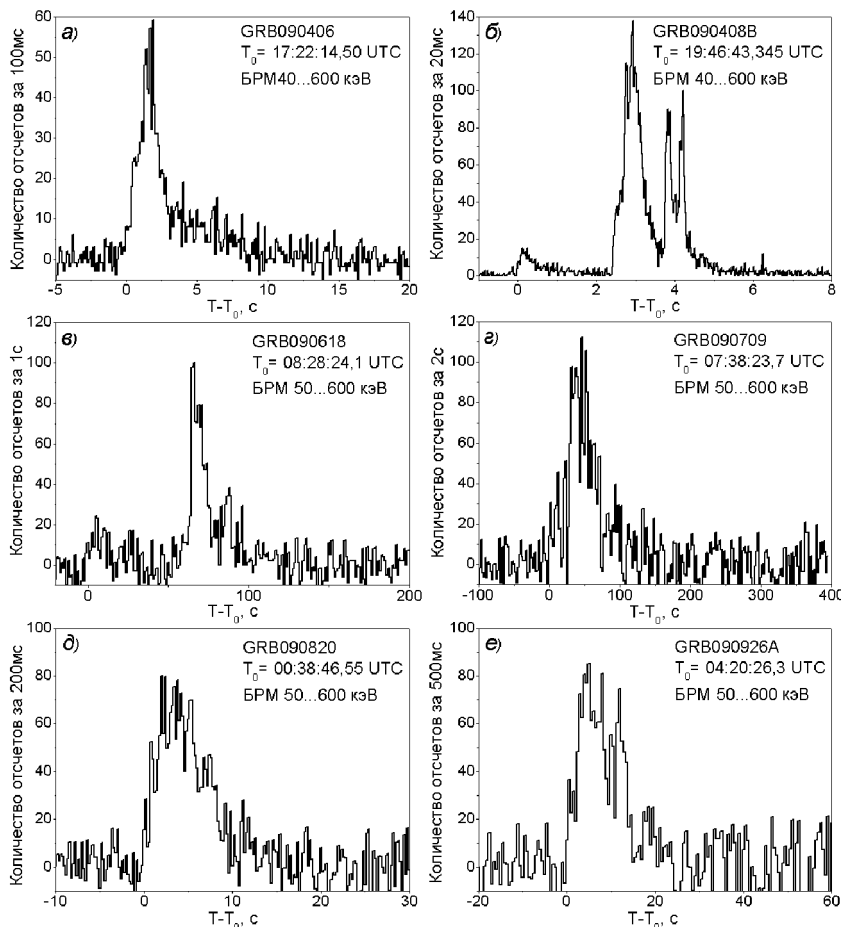 а)
GRB090406
T0= 17:22:14,50 UTC
БРМ40...600 кэВ
Количество отсчетов за 100мс
60
50
40
30
20
10
0
-5 0 5 10 15 20
T-T0, с
б)
GRB090408B
T0= 19:46:43,345 UTC
БРМ 40...600 кэВ
Количество отсчетов за 20мс
140
120
100
80
60
40
20
0
0 2 4 6 8
T-T0, с
в)
GRB090618
T0= 08:28:24,1 UTC
БРМ 50...600 кэВ
Количество отсчетов за 1с
120
100
80
60
40
20
0
0 100 200
T-T0, с
г)
GRB090709
T0= 07:38:23,7 UTC
БРМ 50...600 кэВ
Количество отсчетов за 2с
120
100
80
60
40
20
0
-100 0 100 200 300 400
T-T0, с
д)
GRB090820
T0= 00:38:46,55 UTC
БРМ 50...600 кэВ
Количество отсчетов за 200мс
100
80
60
40
20
0
-10 0 10 20 30
T-T0, с
е)
GRB090926A
T0= 04:20:26,3 UTC
БРМ 50...600 кэВ
Количество отсчетов за 500мс
100
80
60
40
20
0
-20 0 20 40 60
T-T0, с